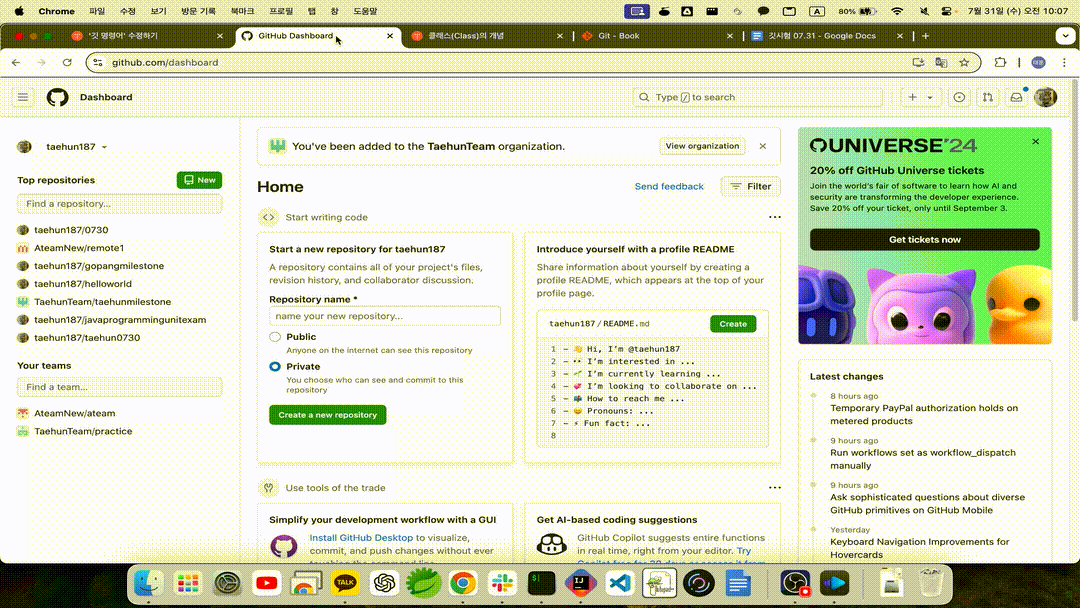 Chrome 파일 수정 보기 방문 기록 북마크 프로필 탭 창 도움말 A 80% 7월 31일 (수) 오전 10:07
'깃 명령어' 수정하기
GitHub Dashboard
클래스(Class)의 개념
Git - Book
깃시험 07.31 - Google Docs
github.com/dashboard
Dashboard
Type / to search
taehun187
Top repositories
New
Find a repository...
taehun187/0730
AteamNew/remote1
taehun187/gopangmilestone
taehun187/helloworld
TaehunTeam/taehunmilestone
taehun187/javaprogrammingunitexam
taehun187/taehun0730
Your teams
Find a team...
AteamNew/ateam
TaehunTeam/practice
You've been added to the TaehunTeam organization.
View organization
Home
Send feedback
Filter
Start writing code
Start a new repository for taehun187
A repository contains all of your project's files,
revision history, and collaborator discussion.
Repository name *
name your new repository...
Public
Anyone on the internet can see this repository
Private
You choose who can see and commit to this
repository
Create a new repository
Introduce yourself with a profile README
Share information about yourself by creating a
profile README, which appears at the top of your
profile page.
taehun187/README.md
Create
1 - 👋 Hi, I'm @taehun187
2 - 👀 I'm interested in ...
3 - 🌱 I'm currently learning ...
4 - 💞️ I'm looking to collaborate on ...
5 - 📫 How to reach me ...
6 - 😄 Pronouns: ...
7 - ⚡ Fun fact: ...
8
Use tools of the trade
Simplify your development workflow with a GUI
Install GitHub Desktop to visualize,
commit, and push changes without ever
Get AI-based coding suggestions
GitHub Copilot suggests entire functions
in real time, right from your editor. Try
UNIVERSE'24
20% off GitHub Universe tickets
Join the world's fair of software to learn how AI and
security are transforming the developer experience.
Save 20% off your ticket, only until September 3.
Get tickets now
Latest changes
8 hours ago
Temporary PayPal authorization holds on
metered products
9 hours ago
Run workflows set as workflow_dispatch
manually
9 hours ago
Ask sophisticated questions about diverse
GitHub primitives on GitHub Mobile
Yesterday
Keyboard Navigation Improvements for
Hovercards
TALK
IJ